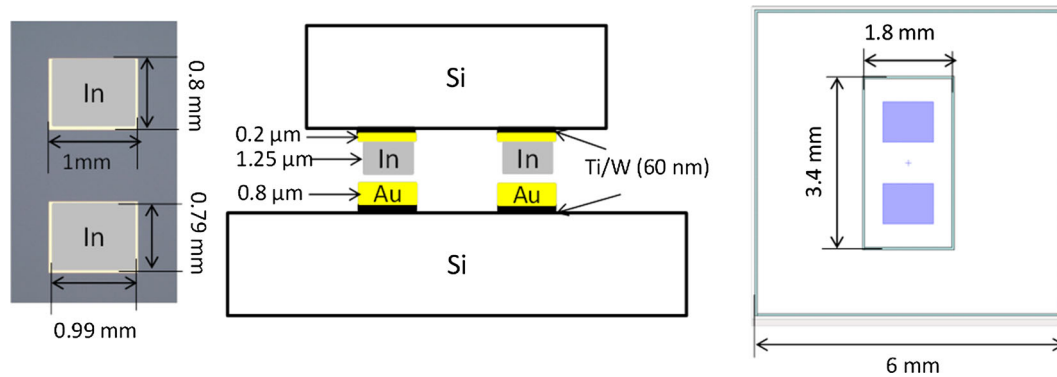 In
0.8 mm
1mm
In
0.79 mm
0.99 mm
Si
0.2 µm
1.25 µm
In
In
Ti/W (60 nm)
0.8 µm
Au
Au
Si
1.8 mm
3.4 mm
6 mm